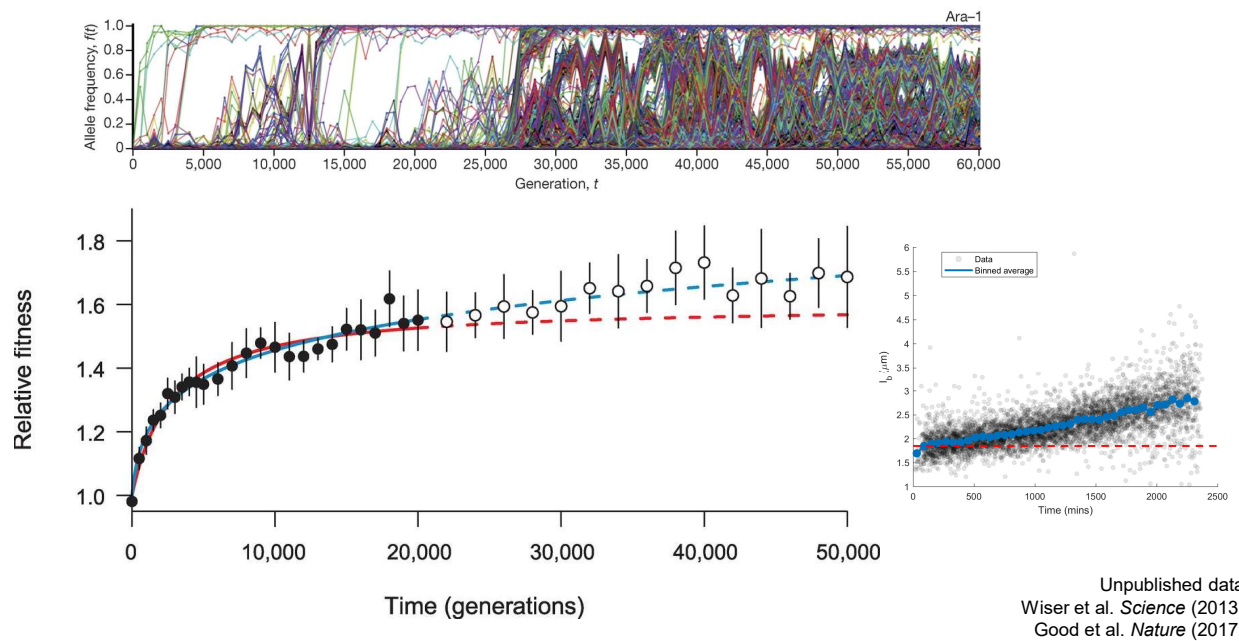 Ara–1
Allele frequency, f(t)
1.0
0.8
0.6
0.4
0.2
0
0 5,000 10,000 15,000 20,000 25,000 30,000 35,000 40,000 45,000 50,000 55,000 60,000
Generation, t
Relative fitness
1.8
1.6
1.4
1.2
1.0
0 10,000 20,000 30,000 40,000 50,000
Time (generations)
Data
Binned average
6
5.5
5
4.5
4
3.5
3
2.5
2
1.5
1
0 500 1000 1500 2000 2500
Time (mins)
Unpublished data
Wiser et al. Science (2013
Good et al. Nature (2017